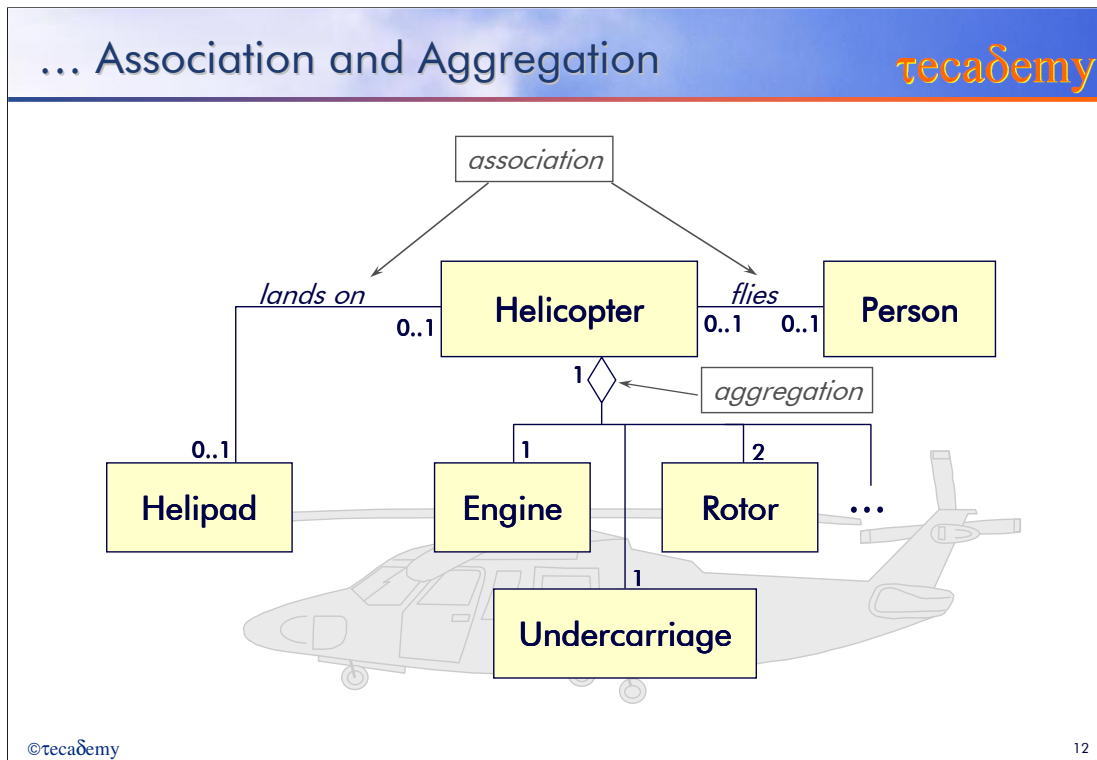 ... Association and Aggregation
τecaδemy
association
lands on
Helicopter
flies
Person
0..1
0..1
0..1
1
aggregation
0..1
1
2
Helipad
Engine
Rotor
...
1
Undercarriage
©τecaδemy
12